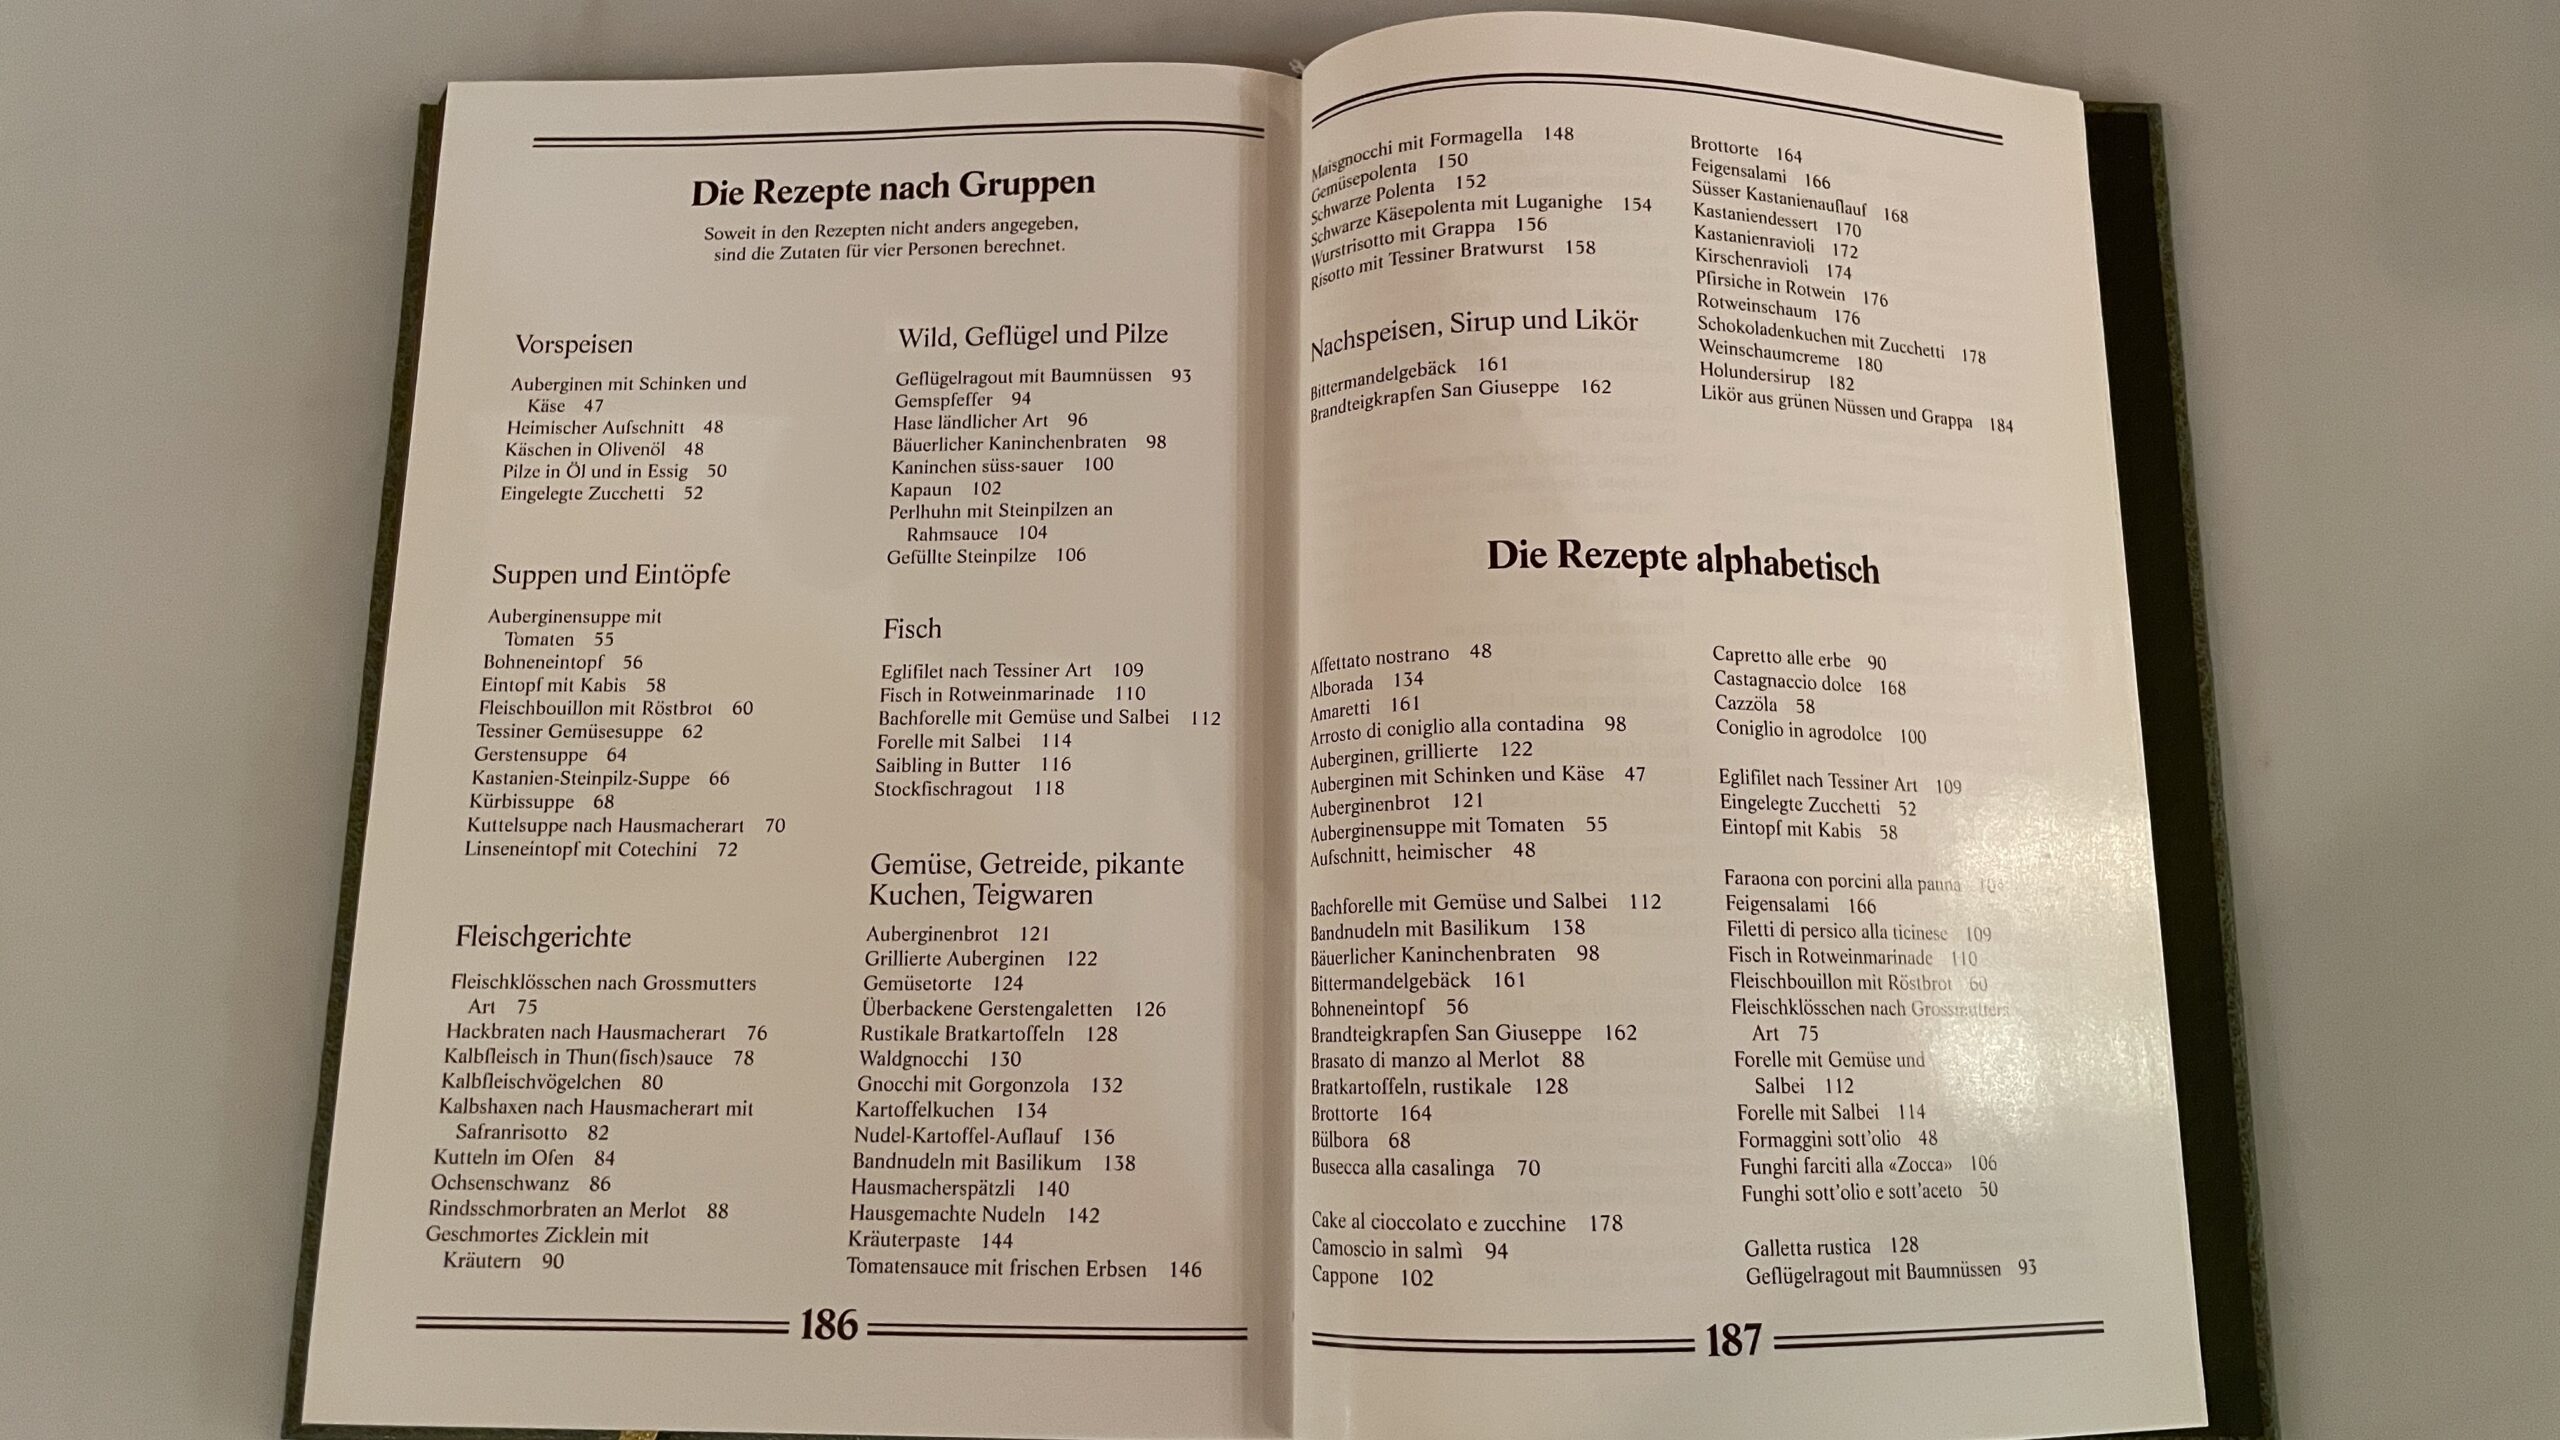 Die Rezepte nach Gruppen
Soweit in den Rezepten nicht anders angegeben,
sind die Zutaten für vier Personen berechnet.
Vorspeisen
Auberginen mit Schinken und
Käse 47
Heimischer Aufschnitt 48
Käschen in Olivenöl 48
Pilze in Öl und in Essig 50
Eingelegte Zucchetti 52
Suppen und Eintöpfe
Auberginensuppe mit
Tomaten 55
Bohneneintopf 56
Eintopf mit Kabis 58
Fleischbouillon mit Röstbrot 60
Tessiner Gemüsesuppe 62
Gerstensuppe 64
Kastanien-Steinpilz-Suppe 66
Kürbissuppe 68
Kuttelsuppe nach Hausmacherart 70
Linseneintopf mit Cotechini 72
Fleischgerichte
Fleischklösschen nach Grossmutters
Art 75
Hackbraten nach Hausmacherart 76
Kalbfleisch in Thun(fisch)sauce 78
Kalbfleischvögelchen 80
Kalbshaxen nach Hausmacherart mit
Safranrisotto 82
Kutteln im Ofen 84
Ochsenschwanz 86
Rindsschmorbraten an Merlot 88
Geschmortes Zicklein mit
Kräutern 90
Wild, Geflügel und Pilze
Geflügelragout mit Baumnüssen 93
Gemspfeffer 94
Hase ländlicher Art 96
Bäuerlicher Kaninchenbraten 98
Kaninchen süss-sauer 100
Kapaun 102
Perlhuhn mit Steinpilzen an
Rahmsauce 104
Gefüllte Steinpilze 106
Fisch
Eglifilet nach Tessiner Art 109
Fisch in Rotweinmarinade 110
Bachforelle mit Gemüse und Salbei 112
Forelle mit Salbei 114
Saibling in Butter 116
Stockfischragout 118
Gemüse, Getreide, pikante
Kuchen, Teigwaren
Auberginenbrot 121
Grillierte Auberginen 122
Gemüsetorte 124
Überbackene Gerstengaletten 126
Rustikale Bratkartoffeln 128
Waldgnocchi 130
Gnocchi mit Gorgonzola 132
Kartoffelkuchen 134
Nudel-Kartoffel-Auflauf 136
Bandnudeln mit Basilikum 138
Hausmacherspätzli 140
Hausgemachte Nudeln 142
Kräuterpaste 144
Tomatensauce mit frischen Erbsen 146
186
Maisgnocchi mit Formagella 148
Gemüsepolenta 150
Schwarze Polenta 152
Schwarze Käsepolenta mit Luganighe 154
Wurstrisotto mit Grappa 156
Risotto mit Tessiner Bratwurst 158
Nachspeisen, Sirup und Likör
Bittermandelgebäck 161
Brandteigkrapfen San Giuseppe 162
Brottorte 164
Feigensalami 166
Süsser Kastanienauflauf 168
Kastaniendessert 170
Kastanienravioli 172
Kirschenravioli 174
Pfirsiche in Rotwein 176
Rotweinschaum 176
Schokoladenkuchen mit Zucchetti 178
Weinschaumcreme 180
Holundersirup 182
Likör aus grünen Nüssen und Grappa 184
Die Rezepte alphabetisch
Affettato nostrano 48
Alborada 134
Amaretti 161
Arrosto di coniglio alla contadina 98
Auberginen, grillierte 122
Auberginen mit Schinken und Käse 47
Auberginenbrot 121
Auberginensuppe mit Tomaten 55
Aufschnitt, heimischer 48
Bachforelle mit Gemüse und Salbei 112
Bandnudeln mit Basilikum 138
Bäuerlicher Kaninchenbraten 98
Bittermandelgebäck 161
Bohneneintopf 56
Brandteigkrapfen San Giuseppe 162
Brasato di manzo al Merlot 88
Bratkartoffeln, rustikale 128
Brottorte 164
Bülbora 68
Busecca alla casalinga 70
Cake al cioccolato e zucchine 178
Camoscio in salmì 94
Cappone 102
Capretto alle erbe 90
Castagnaccio dolce 168
Cazzöla 58
Coniglio in agrodolce 100
Eglifilet nach Tessiner Art 109
Eingelegte Zucchetti 52
Eintopf mit Kabis 58
Faraona con porcini alla panna
Feigensalami 166
Filetti di persico alla ticinese 109
Fisch in Rotweinmarinade 110
Fleischbouillon mit Röstbrot 60
Fleischklösschen nach Grossmutters
Art 75
Forelle mit Gemüse und
Salbei 112
Forelle mit Salbei 114
Formaggini sott'olio 48
Funghi farciti alla «Zocca» 106
Funghi sott'olio e sott'aceto 50
Galletta rustica 128
Geflügelragout mit Baumnüssen 93
187